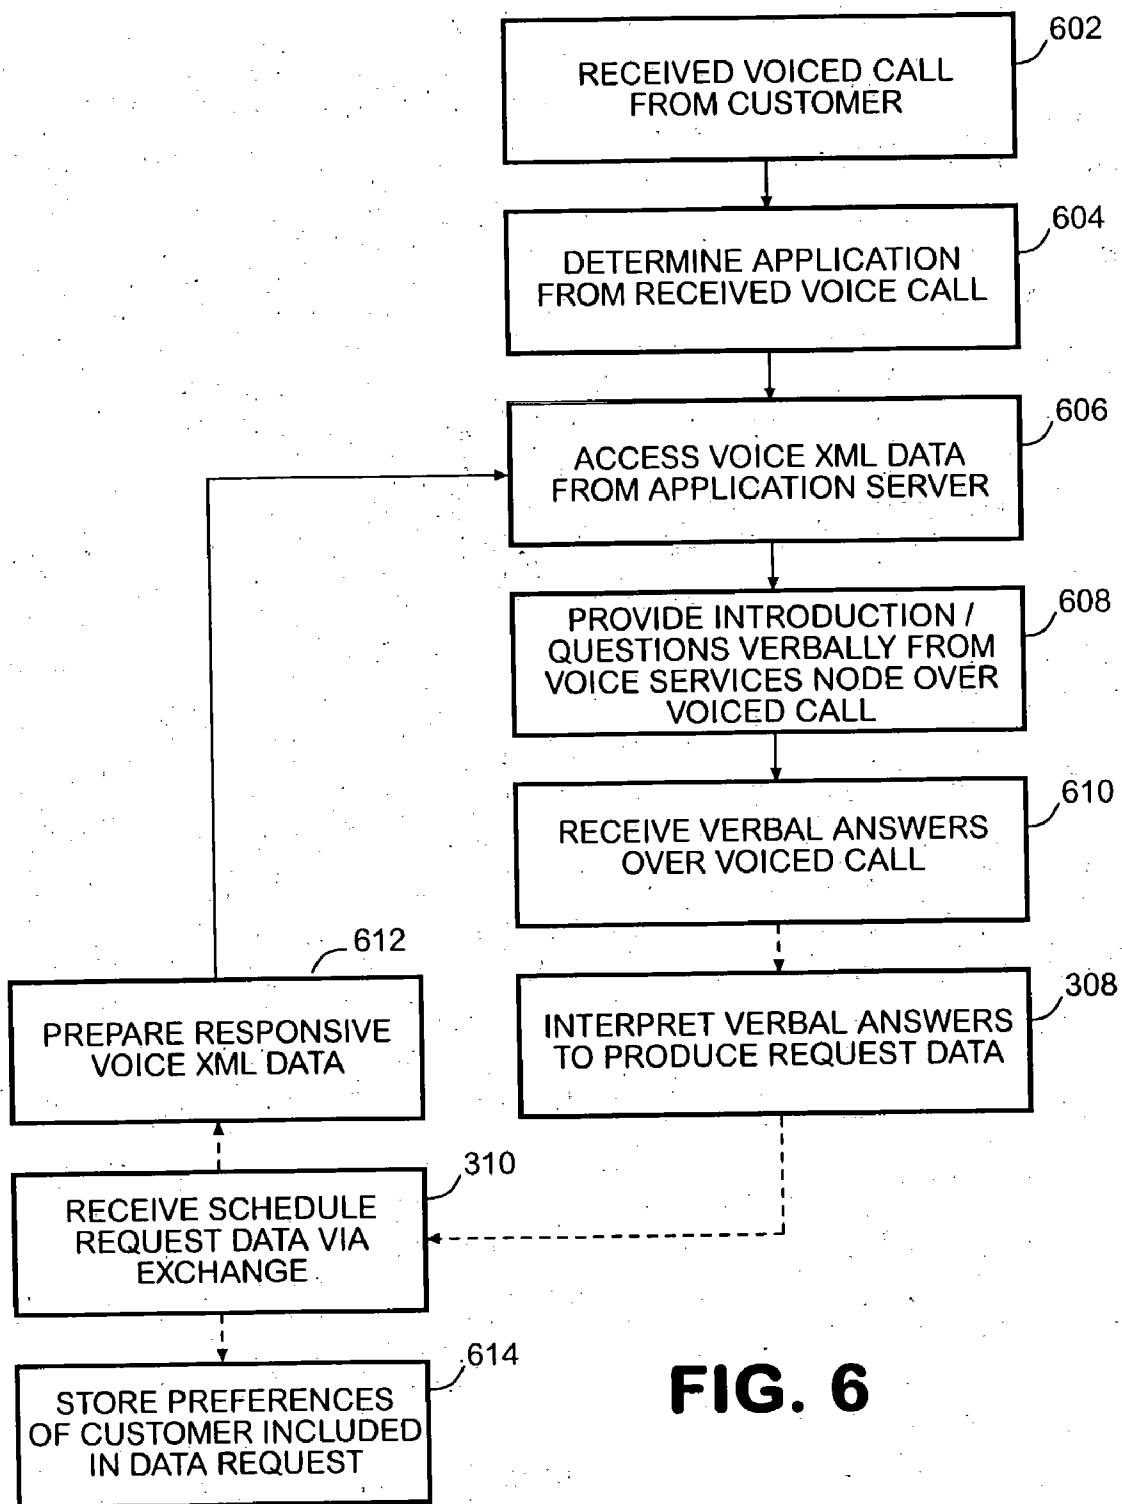 602
RECEIVED VOICED CALL
FROM CUSTOMER
604
DETERMINE APPLICATION
FROM RECEIVED VOICE CALL
606
ACCESS VOICE XML DATA
FROM APPLICATION SERVER
608
PROVIDE INTRODUCTION /
QUESTIONS VERBALLY FROM
VOICE SERVICES NODE OVER
VOICED CALL
610
RECEIVE VERBAL ANSWERS
OVER VOICED CALL
308
INTERPRET VERBAL ANSWERS
TO PRODUCE REQUEST DATA
612
PREPARE RESPONSIVE
VOICE XML DATA
310
RECEIVE SCHEDULE
REQUEST DATA VIA
EXCHANGE
614
STORE PREFERENCES
OF CUSTOMER INCLUDED
IN DATA REQUEST
FIG. 6